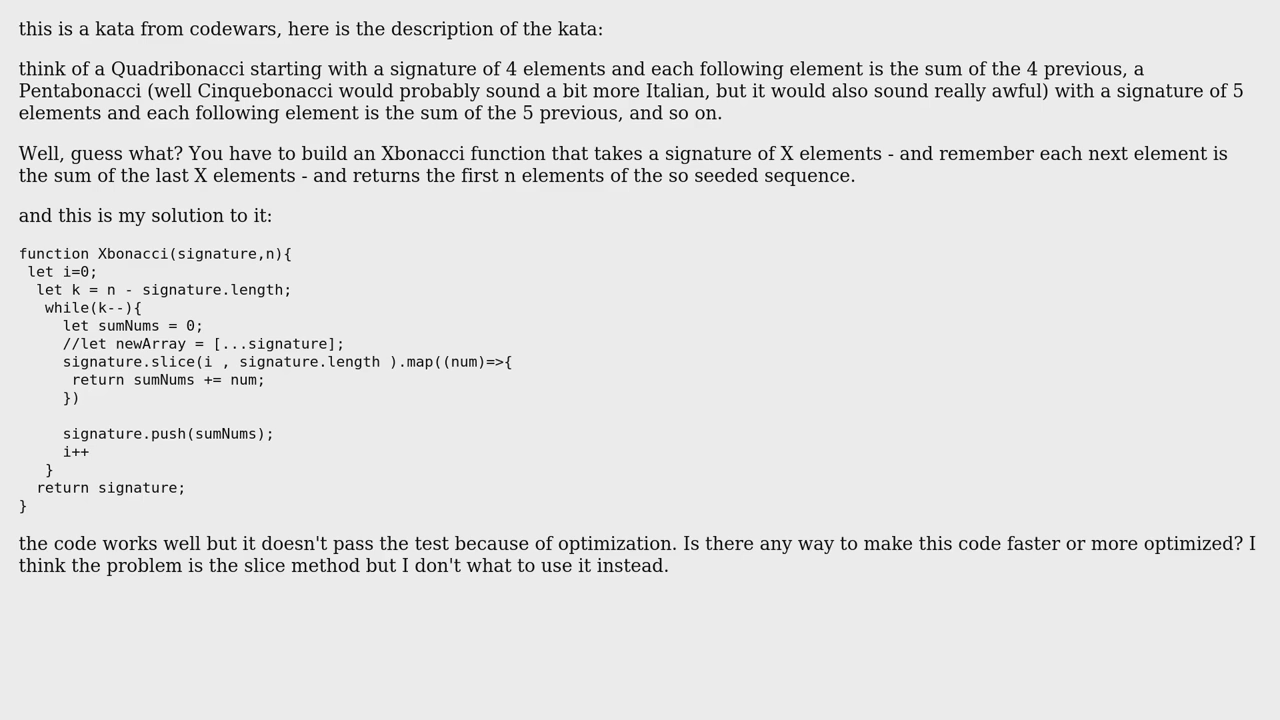 this is a kata from codewars, here is the description of the kata:
think of a Quadribonacci starting with a signature of 4 elements and each following element is the sum of the 4 previous, a
Pentabonacci (well Cinquebonacci would probably sound a bit more Italian, but it would also sound really awful) with a signature of 5
elements and each following element is the sum of the 5 previous, and so on.
Well, guess what? You have to build an Xbonacci function that takes a signature of X elements - and remember each next element is
the sum of the last X elements - and returns the first n elements of the so seeded sequence.
and this is my solution to it:
function Xbonacci(signature,n){
 let i=0;
  let k = n - signature.length;
   while(k--){
     let sumNums = 0;
     //let newArray = [...signature];
     signature.slice(i , signature.length ).map((num)=>{
      return sumNums += num;
     })
     signature.push(sumNums);
     i++
   }
  return signature;
}
the code works well but it doesn't pass the test because of optimization. Is there any way to make this code faster or more optimized? I
think the problem is the slice method but I don't what to use it instead.